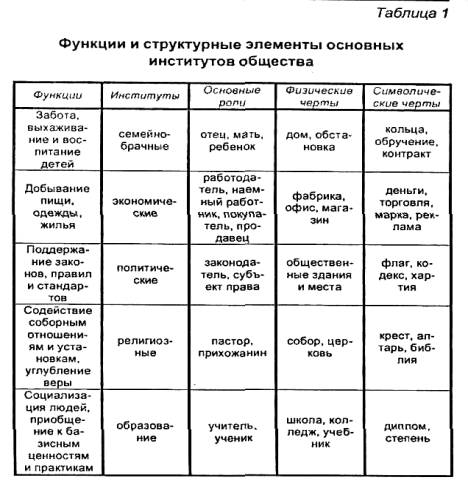 Таблица 1
Функции и структурные элементы основных
институтов общества
Функции
Институты
Основные
роли
Физические
черты
Символиче-
ские черты
Забота,
выхажива-
ние и вос-
питание
детей
семейно-
брачные
отец, мать,
ребенок
дом, обста-
новка
кольца,
обручение,
контракт
Добывание
пищи,
одежды,
жилья
экономиче-
ские
работода-
тель, наем-
ный работ-
ник, покупа-
тель, про-
давец
фабрика,
офис, мага-
зин
деньги,
торговля,
марка, рек-
лама
Поддержа-
ние зако-
нов, правил
и стандар-
тов
политиче-
ские
законода-
тель, субъ-
ект права
обществен-
ные здания
и места
флаг, ко-
декс, хар-
тия
Содействие
соборным
отношени-
ям и уста-
новкам,
углубление
веры
религиоз-
ные
пастор,
прихожанин
собор, цер-
ковь
крест, ал-
тарь, биб-
лия
Социализа-
ция людей,
приобще-
ние к ба-
зисным
ценностям
и практикам
образова-
ние
учитель,
ученик
школа, кол-
ледж, учеб-
ник
диплом,
степень